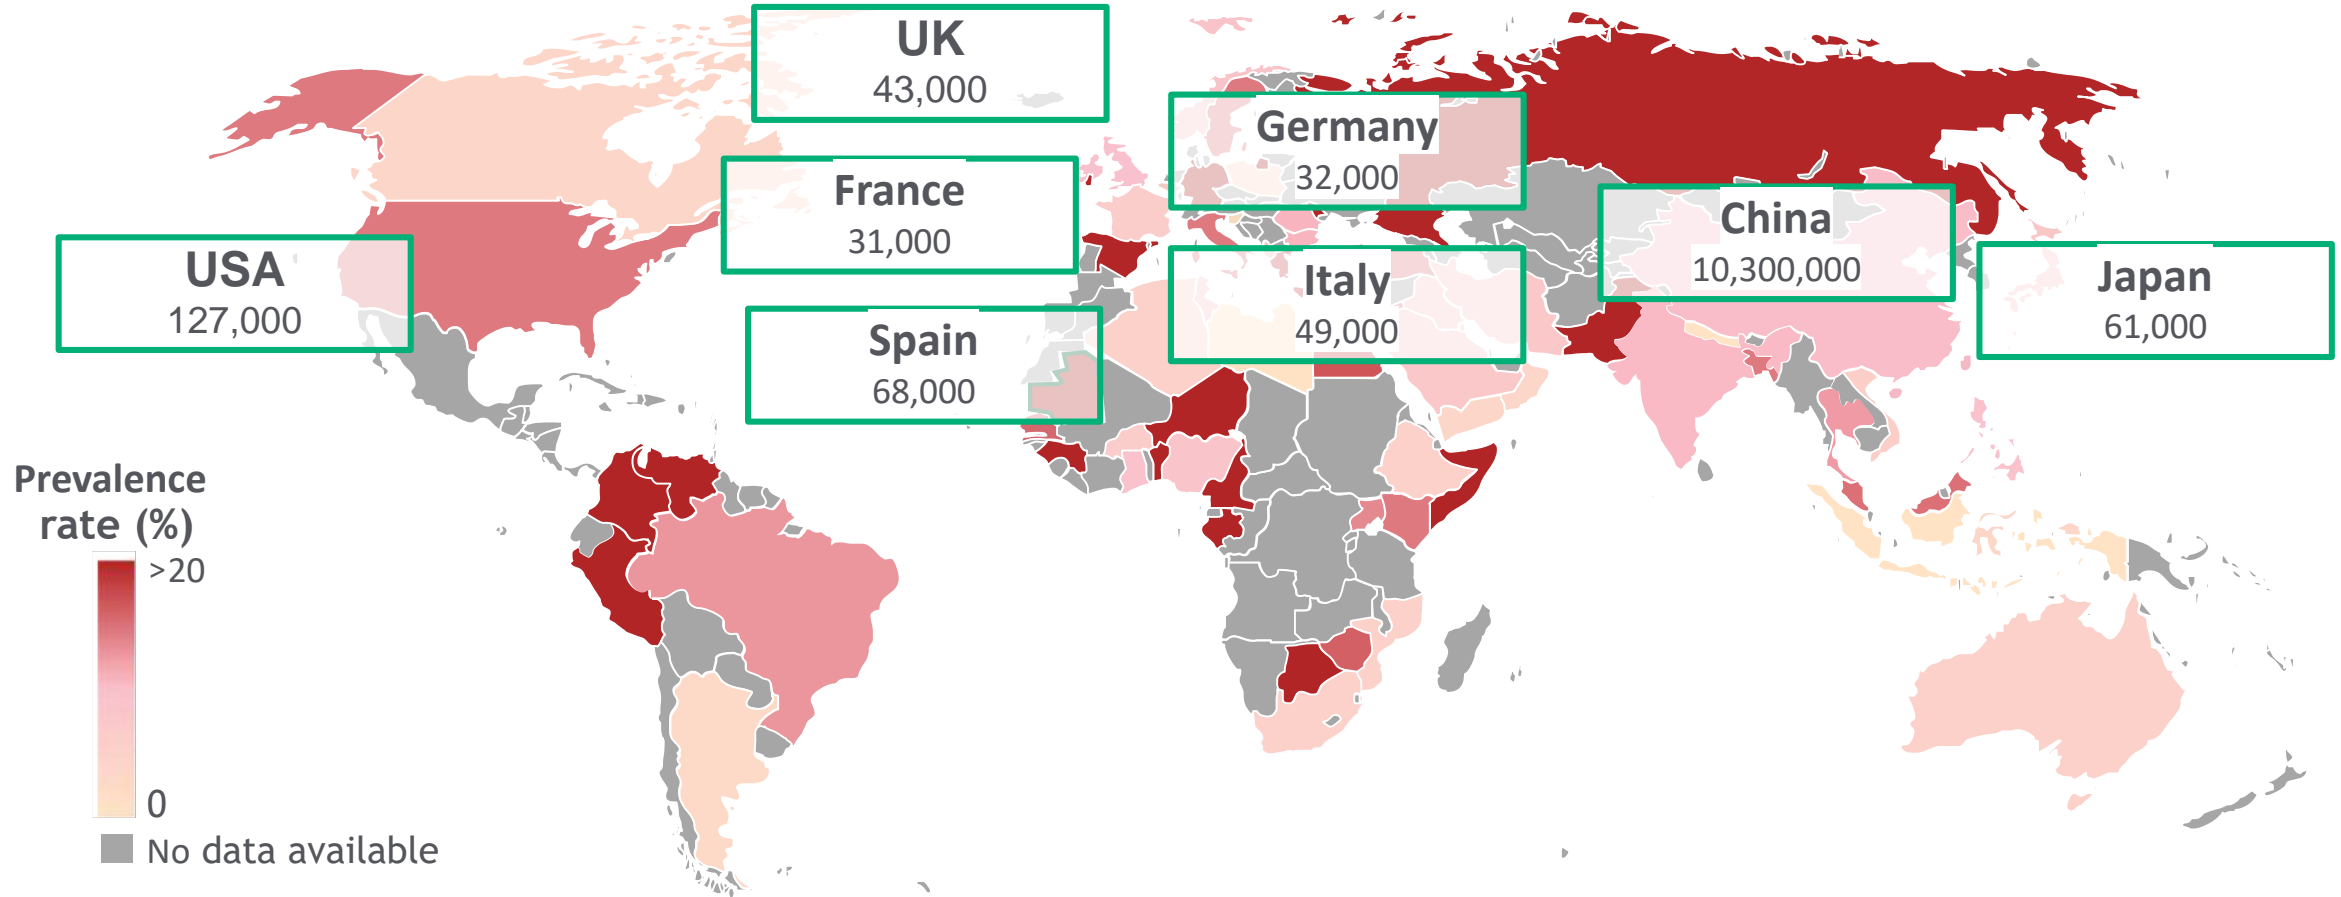 UK
43,000
Germany
32,000
France
31,000
China
10,300,000
USA
127,000
Italy
49,000
Japan
61,000
Spain
68,000
Prevalence
rate (%)
>20
0
No data available